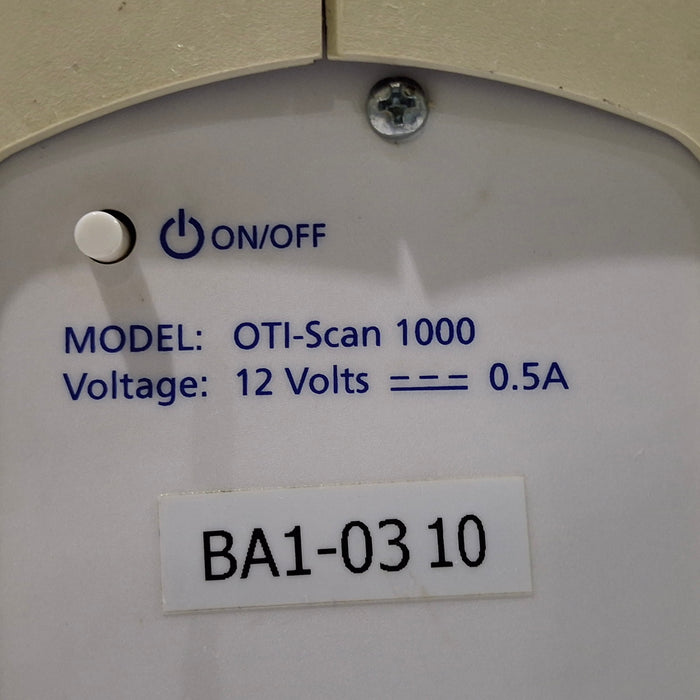 ON/OFF
MODEL: OTI-Scan 1000
Voltage: 12 Volts 0.5A
BA1-03 10